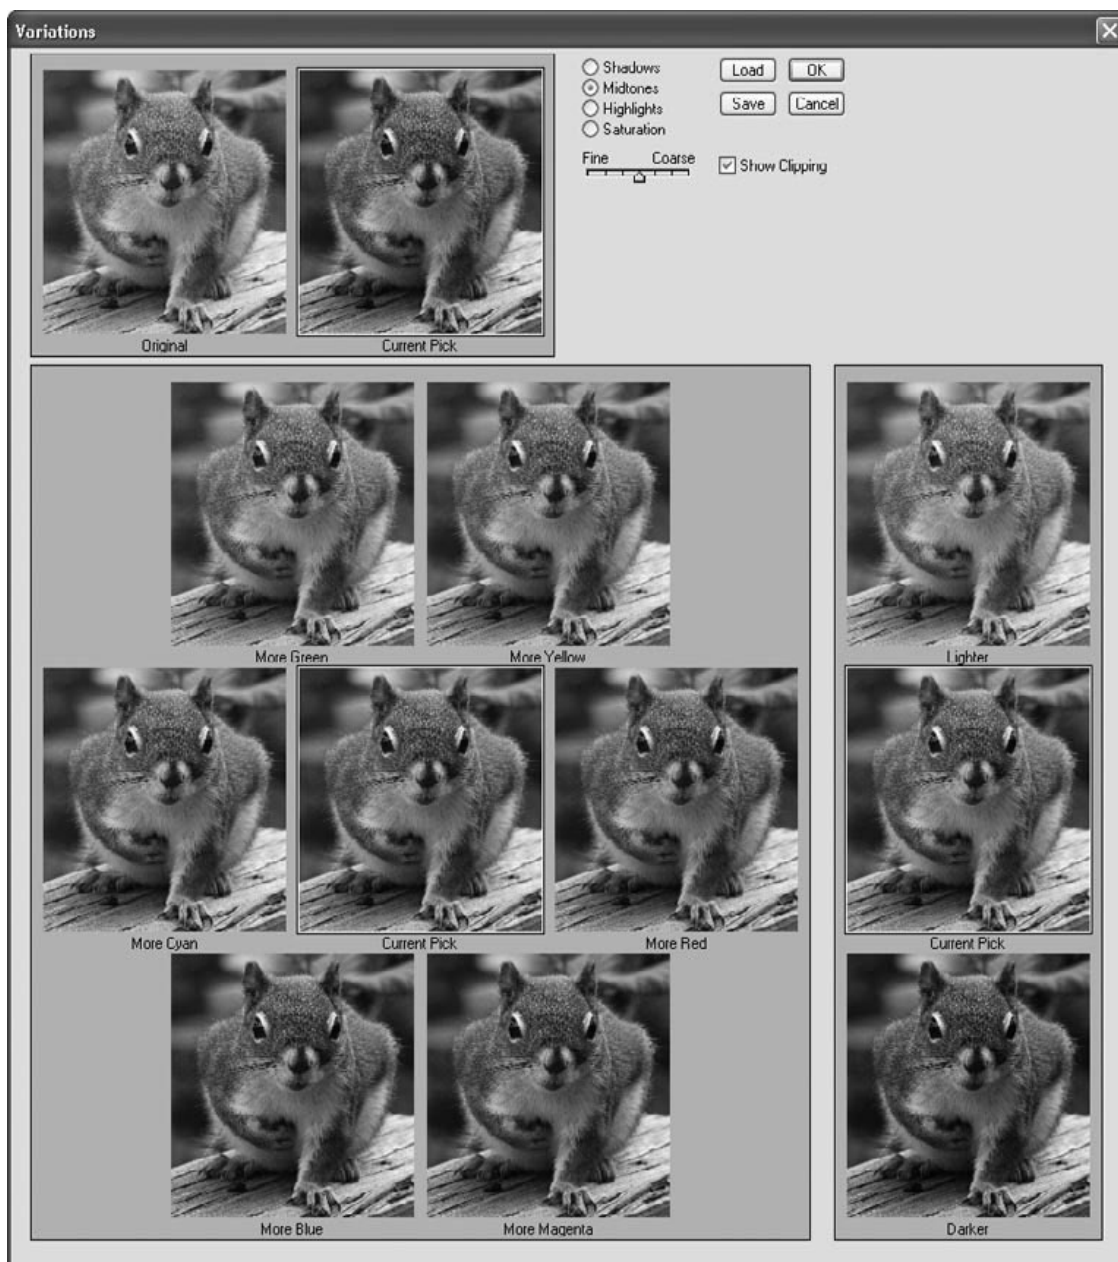 Variations
Shadows
Midtones
Highlights
Saturation
Load
OK
Save
Cancel
Fine
Coarse
Show Clipping
Original
Current Pick
More Green
More Yellow
Lighter
More Cyan
Current Pick
More Red
Current Pick
More Blue
More Magenta
Darker